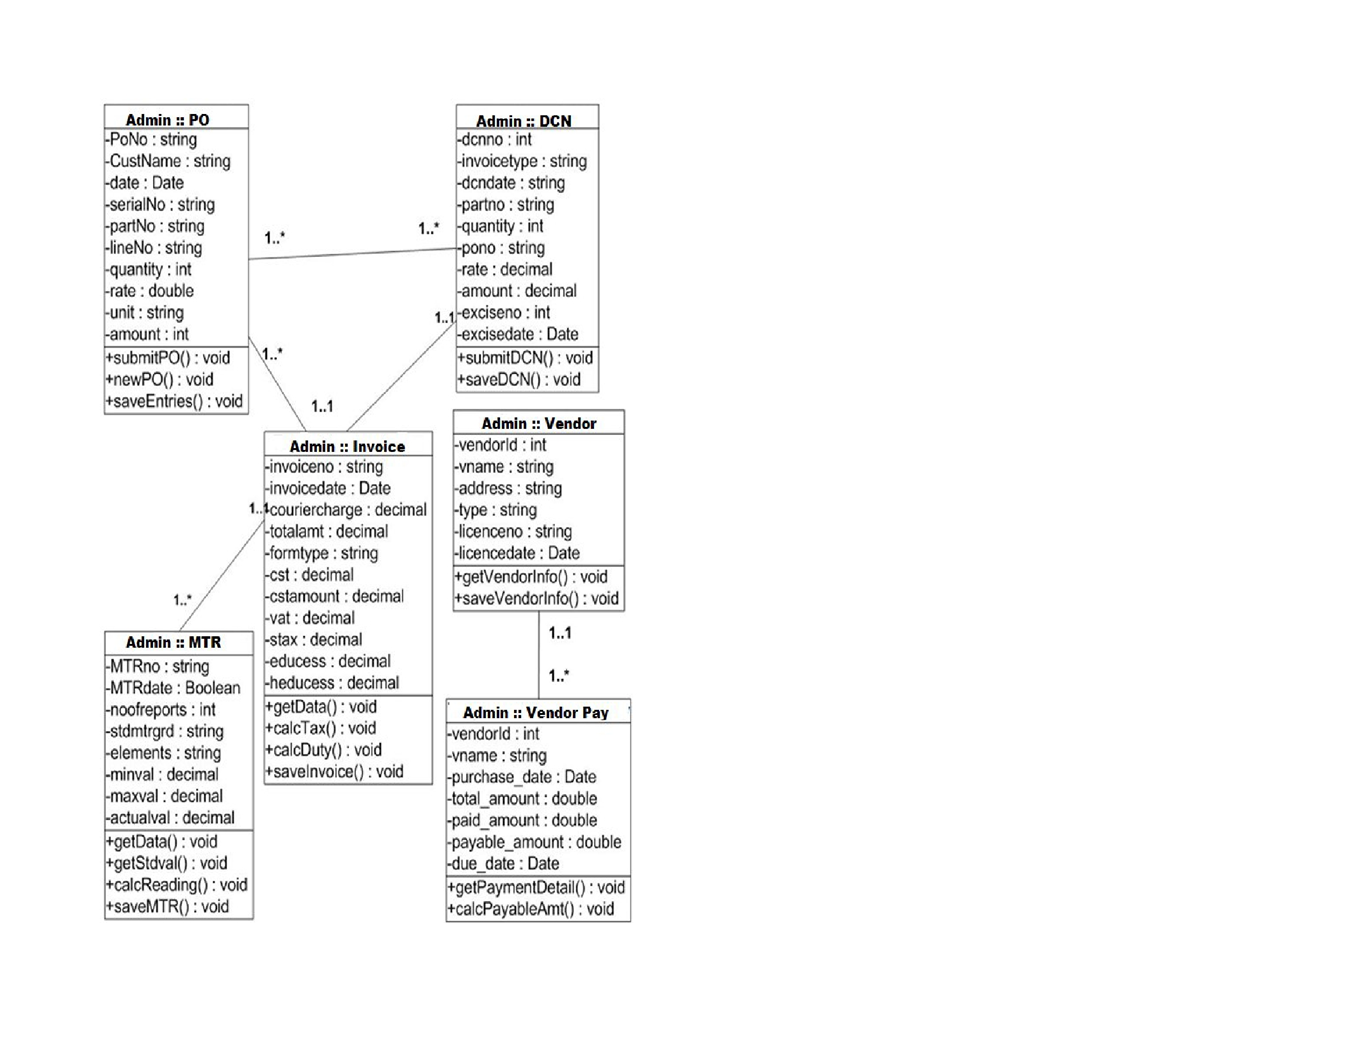 Admin :: PO
-PoNo : string
-CustName : string
-date : Date
-serialNo : string
-partNo : string
-lineNo : string
-quantity : int
-rate : double
-unit : string
-amount : int
+submitPO() : void
+newPO() : void
+saveEntries() : void
1..*
1..*
Admin :: DCN
-dcnno : int
-invoicetype : string
-dcndate : string
-partno : string
-quantity : int
-pono : string
-rate : decimal
-amount : decimal
-exciseno : int
-excisedate : Date
+submitDCN() : void
+saveDCN() : void
1..1
1..*
1..1
Admin :: Invoice
-invoiceno : string
-invoicedate : Date
-couriercharge : decimal
-totalamt : decimal
-formtype : string
-cst : decimal
-cstamount : decimal
-vat : decimal
-stax : decimal
-educess : decimal
-heducess : decimal
+getData() : void
+calcTax() : void
+calcDuty() : void
+saveInvoice() : void
1..1
1..*
Admin :: MTR
-MTRno : string
-MTRdate : Boolean
-noofreports : int
-stdmtrgrd : string
-elements : string
-minval : decimal
-maxval : decimal
-actualval : decimal
+getData() : void
+getStdval() : void
+calcReading() : void
+saveMTR() : void
Admin :: Vendor
-vendorId : int
-vname : string
-address : string
-type : string
-licenceno : string
-licencedate : Date
+getVendorInfo() : void
+saveVendorInfo() : void
1..1
1..*
Admin :: Vendor Pay
-vendorId : int
-vname : string
-purchase_date : Date
-total_amount : double
-paid_amount : double
-payable_amount : double
-due_date : Date
+getPaymentDetail() : void
+calcPayableAmt() : void